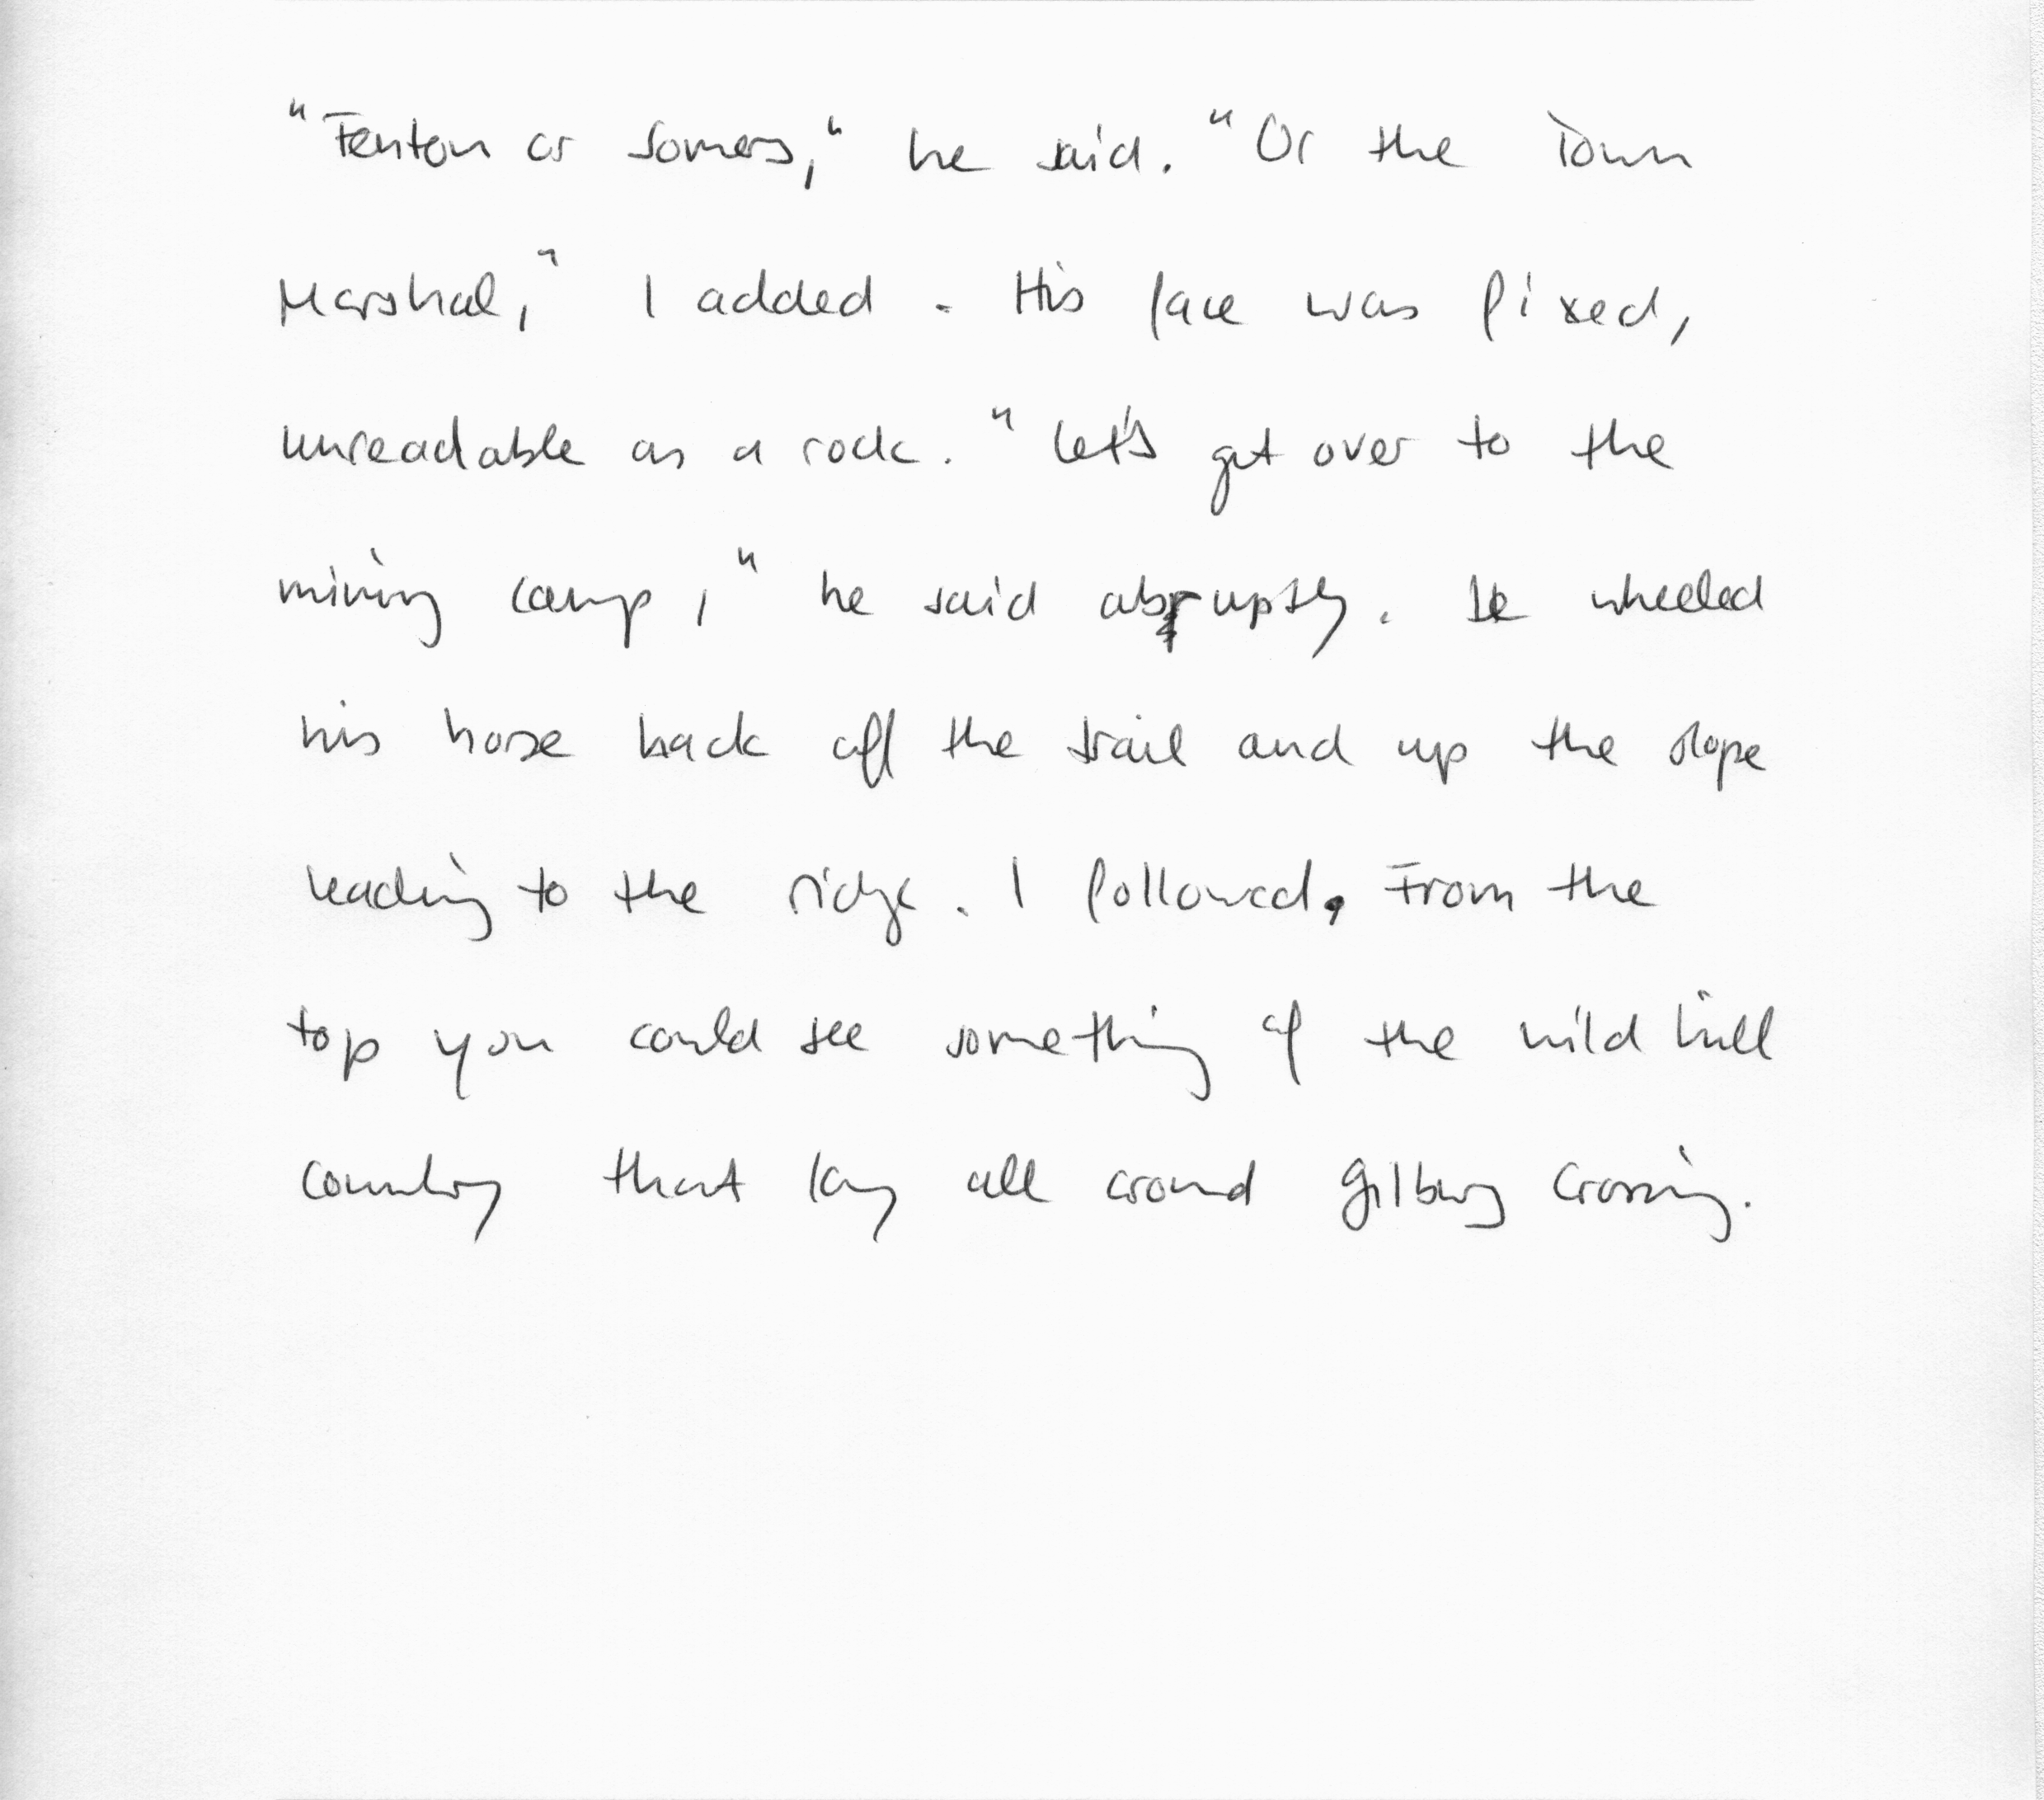 "Fenton or Somers," he said. "Or the Town
Marshal," I added. His face was fixed,
unreadable as a rock. "Let's get over to the
mining camp," he said abruptly. He wheeled
his horse back off the trail and up the slope
leading to the ridge. I followed. From the
top you could see something of the wild hill
country that lay all around Gilburg Crossing.